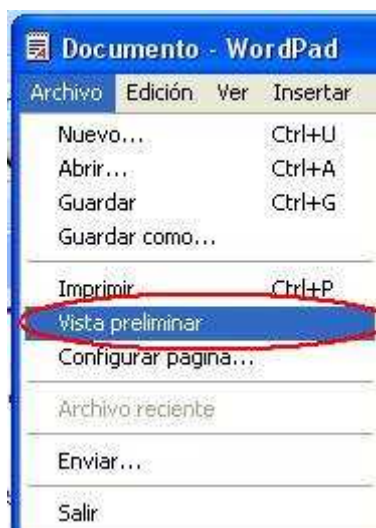 Documento - WordPad
Archivo Edición Ver Insertar
Nuevo... Ctrl+U
Abrir... Ctrl+A
Guardar Ctrl+G
Guardar como...
Imprimir... Ctrl+P
Vista preliminar
Configurar página...
Archivo reciente
Enviar...
Salir